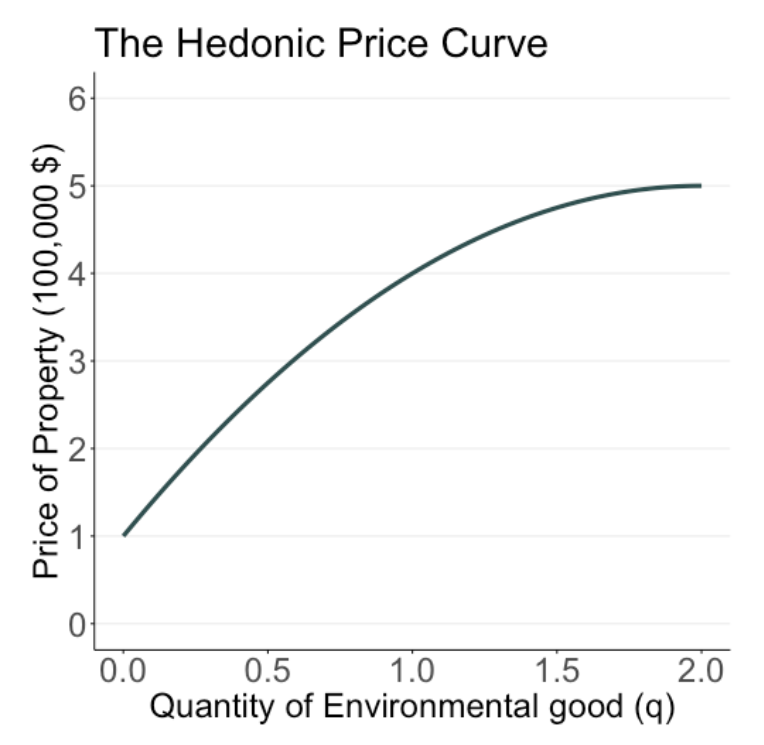 The Hedonic Price Curve
Price of Property (100,000 $)
6
5
4
3
2
1
0
0.0 0.5 1.0 1.5 2.0
Quantity of Environmental good (q)